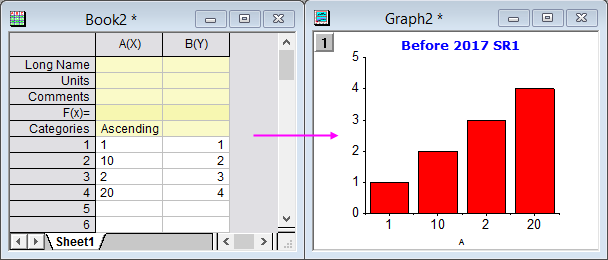 Book2 *
A(X) B(Y)
Long Name
Units
Comments
F(x)=
Categories Ascending
1 1 1
2 10 2
3 2 3
4 20 4
5
6
Sheet1
Graph2 *
1
Before 2017 SR1
5
4
3
2
1
0
1 10 2 20
A